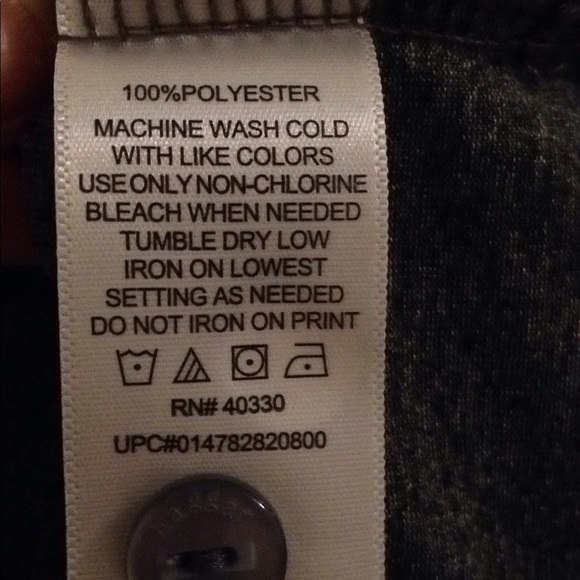 100%POLYESTER
MACHINE WASH COLD
WITH LIKE COLORS
USE ONLY NON-CHLORINE
BLEACH WHEN NEEDED
TUMBLE DRY LOW
IRON ON LOWEST
SETTING AS NEEDED
DO NOT IRON ON PRINT
RN# 40330
UPC#014782820800